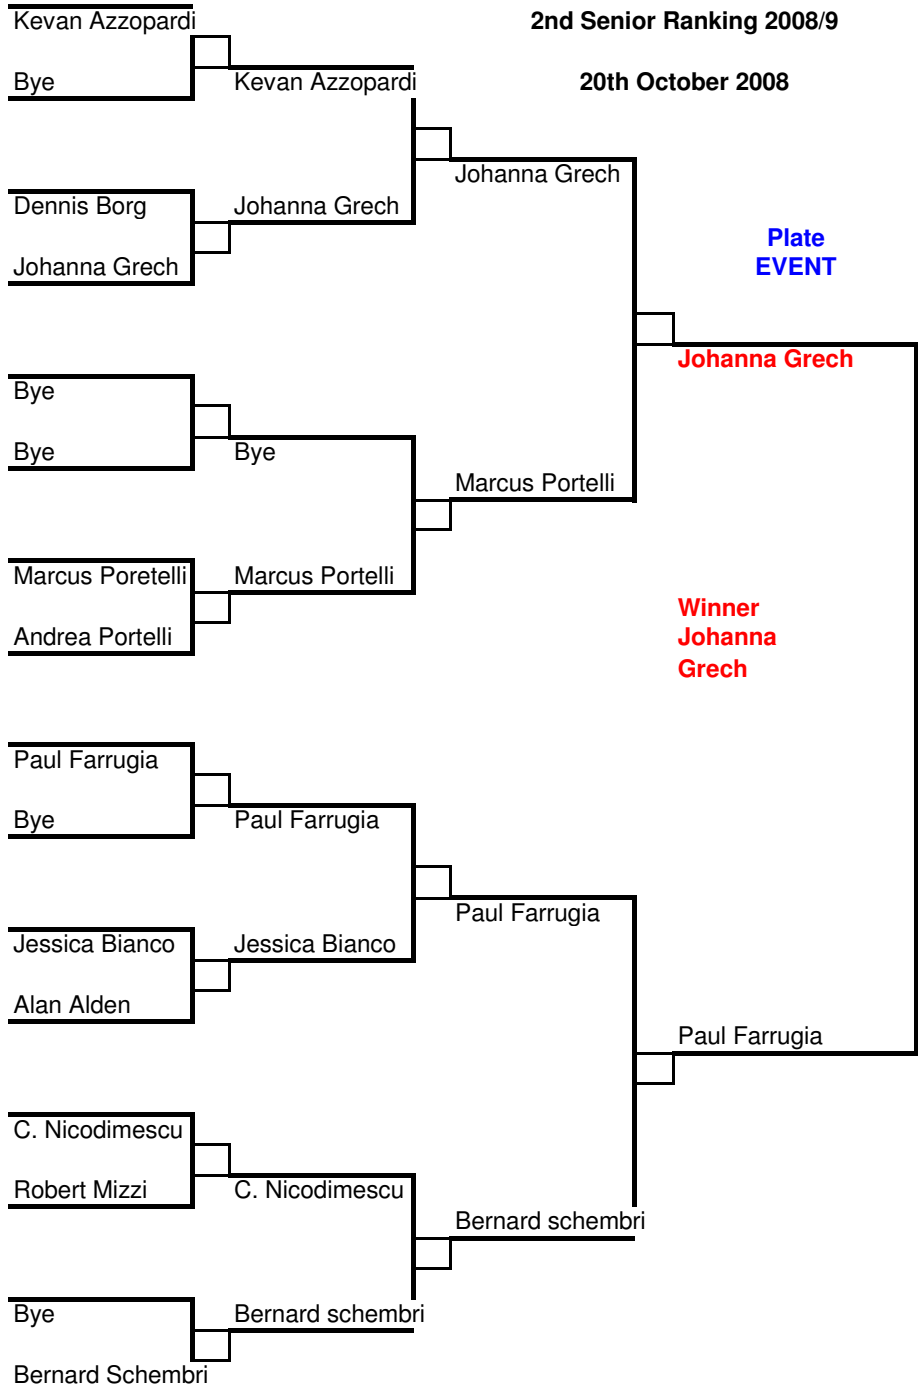 Kevan Azzopardi
2nd Senior Ranking 2008/9
Bye
Kevan Azzopardi
20th October 2008
Johanna Grech
Dennis Borg
Johanna Grech
Plate
EVENT
Johanna Grech
Johanna Grech
Bye
Bye
Bye
Marcus Portelli
Marcus Poretelli
Marcus Portelli
Winner
Johanna
Grech
Andrea Portelli
Paul Farrugia
Bye
Paul Farrugia
Paul Farrugia
Jessica Bianco
Jessica Bianco
Alan Alden
Paul Farrugia
C. Nicodimescu
Robert Mizzi
C. Nicodimescu
Bernard schembri
Bye
Bernard schembri
Bernard Schembri